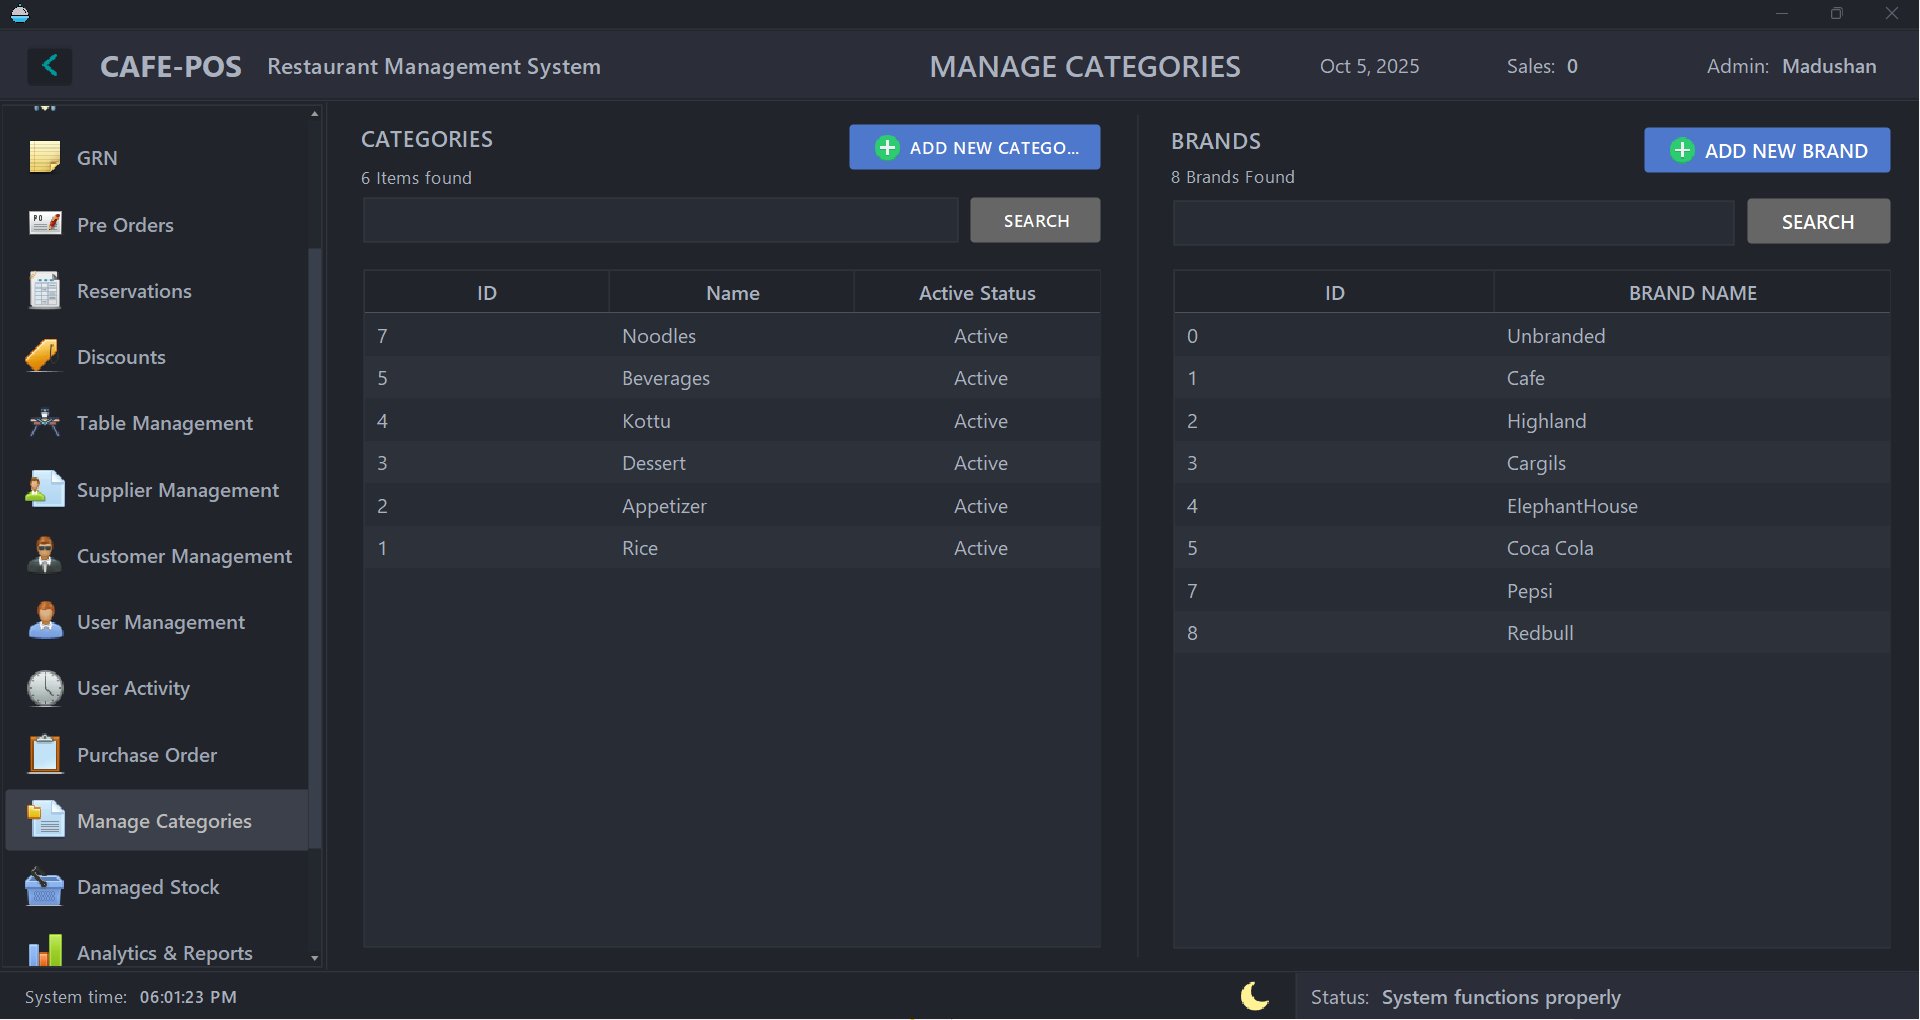 CAFE-POS Restaurant Management System MANAGE CATEGORIES Oct 5, 2025 Sales: 0 Admin: Madushan
GRN
Pre Orders
Reservations
Discounts
Table Management
Supplier Management
Customer Management
User Management
User Activity
Purchase Order
Manage Categories
Damaged Stock
Analytics & Reports
CATEGORIES
ADD NEW CATEGO...
6 Items found
SEARCH
ID Name Active Status
7 Noodles Active
5 Beverages Active
4 Kottu Active
3 Dessert Active
2 Appetizer Active
1 Rice Active
BRANDS
ADD NEW BRAND
8 Brands Found
SEARCH
ID BRAND NAME
0 Unbranded
1 Cafe
2 Highland
3 Cargils
4 ElephantHouse
5 Coca Cola
7 Pepsi
8 Redbull
System time: 06:01:23 PM
Status: System functions properly